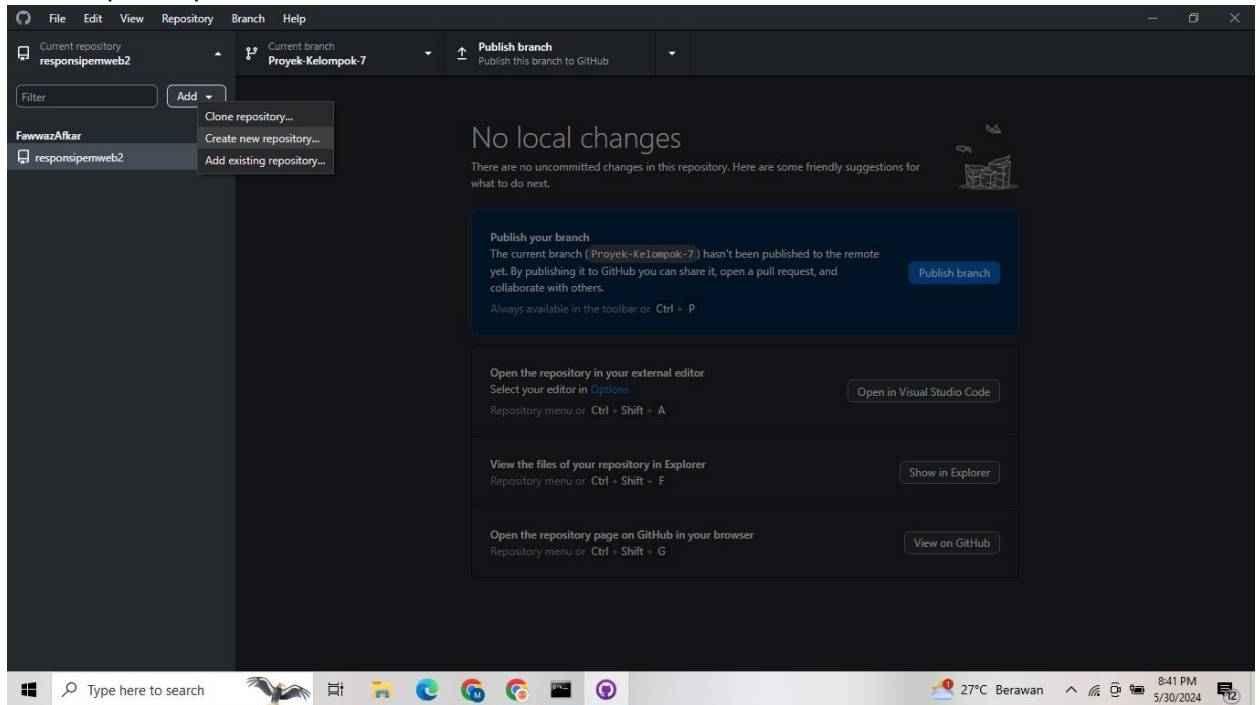 File Edit View Repository Branch Help
Current repository
responsipemweb2
Current branch
Proyek-Kelompok-7
Publish branch
Publish this branch to GitHub
Filter
Add
Clone repository...
Create new repository...
Add existing repository...
FawwazAfkar
responsipemweb2
No local changes
There are no uncommitted changes in this repository. Here are some friendly suggestions for
what to do next.
Publish your branch
The current branch ( Proyek-Kelompok-7 ) hasn't been published to the remote
yet. By publishing it to GitHub you can share it, open a pull request, and
collaborate with others.
Always available in the toolbar or Ctrl + P
Publish branch
Open the repository in your external editor
Select your editor in Options
Repository menu or Ctrl + Shift + A
Open in Visual Studio Code
View the files of your repository in Explorer
Repository menu or Ctrl + Shift + F
Show in Explorer
Open the repository page on GitHub in your browser
Repository menu or Ctrl + Shift + G
View on GitHub
Type here to search
27°C Berawan
8:41 PM
5/30/2024
12